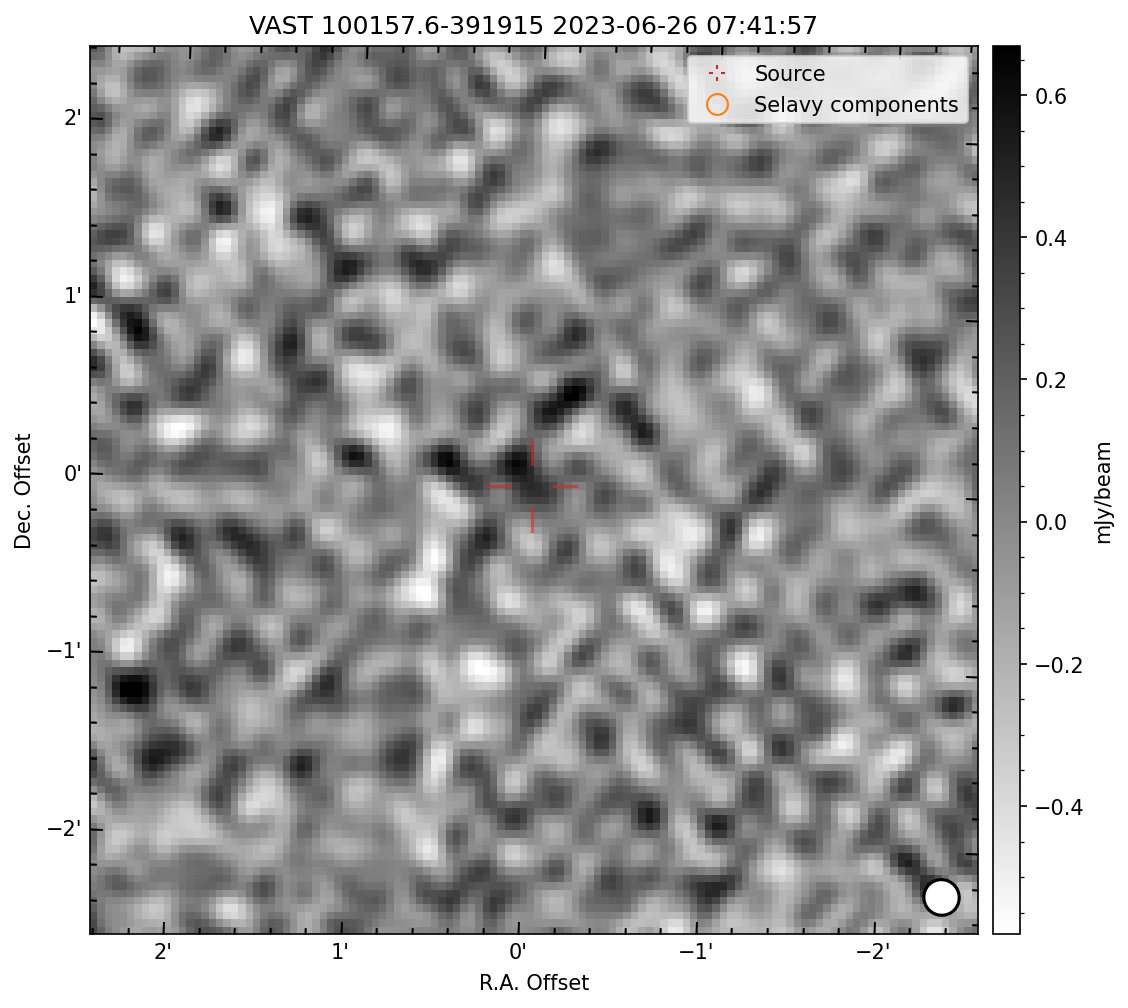 VAST 100157.6-391915 2023-06-26 07:41:57
Source
Selavy components
2'
1'
0'
−1'
−2'
Dec. Offset
2'
1'
0'
−1'
−2'
R.A. Offset
0.6
0.4
0.2
0.0
−0.2
−0.4
mJy/beam